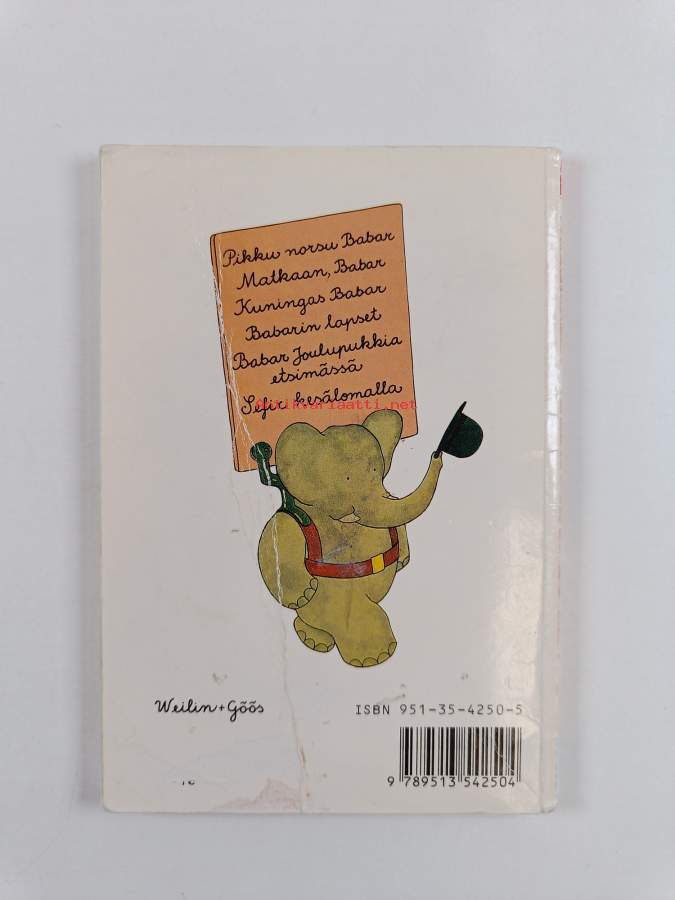 Pikku norsu Babar
Matkaan, Babar
Kuningas Babar
Babarin lapset
Babar Joulupukkia
etsimässä
Sefir kesälomalla
Antikvariaatti.net
Weilin+Göös
ISBN 951-35-4250-5
9 789513 542504